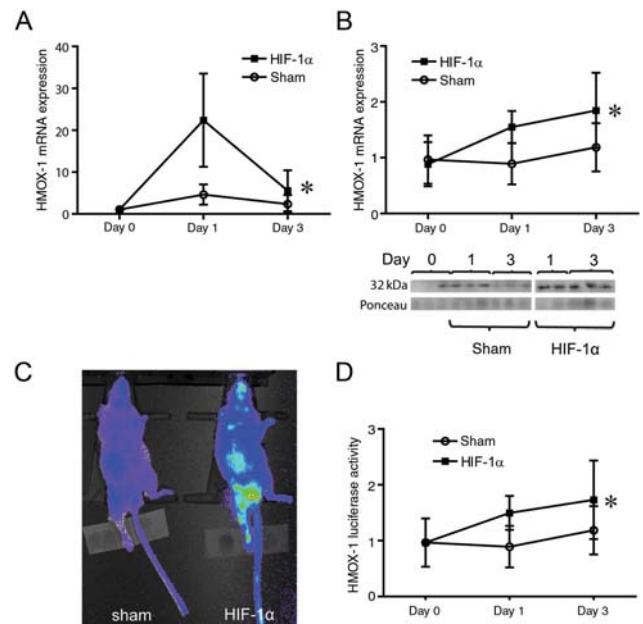 A
HMOX-1 mRNA expression
40
30
20
10
0
HIF-1α
Sham
*
Day 0
Day 1
Day 3
B
HMOX-1 mRNA expression
3
2
1
0
HIF-1α
Sham
*
Day 0
Day 1
Day 3
Day 0 1 3 1 3
32 kDa
Ponceau
Sham HIF-1α
C
sham HIF-1α
D
HMOX-1 luciferase activity
3
2
1
0
Sham
HIF-1α
*
Day 0
Day 1
Day 3